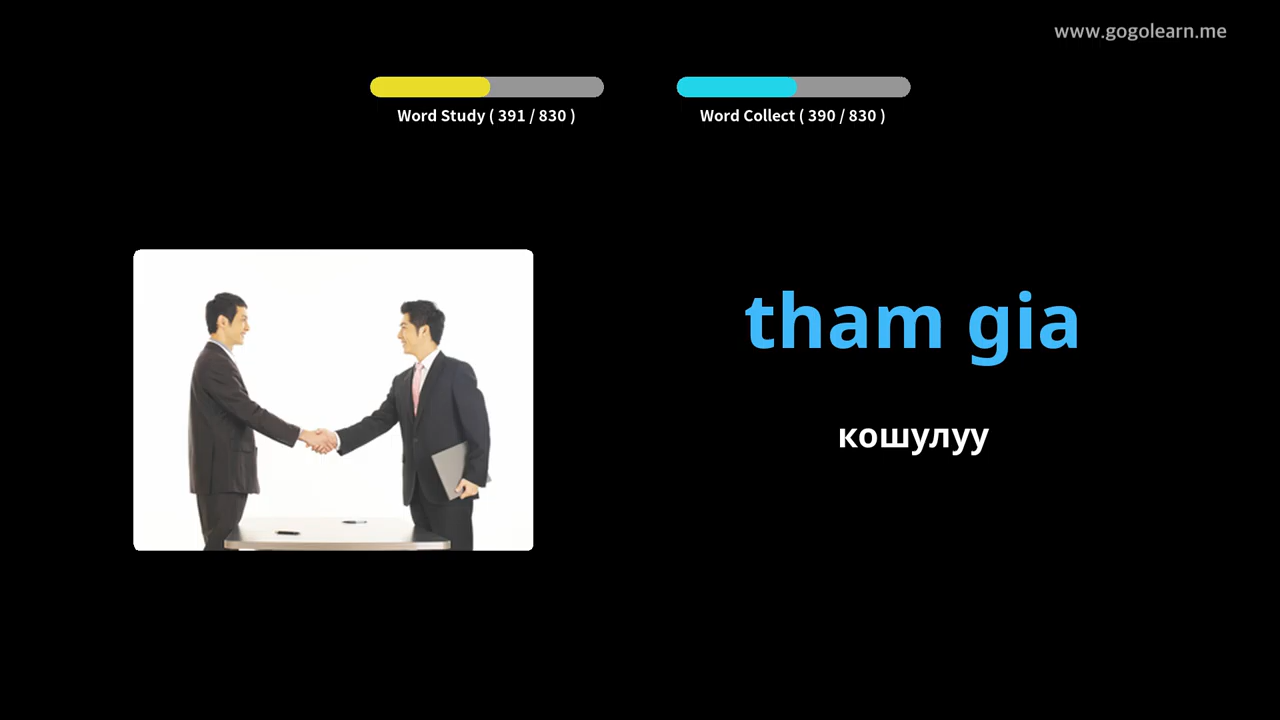 www.gogolearn.me
Word Study ( 391 / 830 )
Word Collect ( 390 / 830 )
tham gia
кошулуу